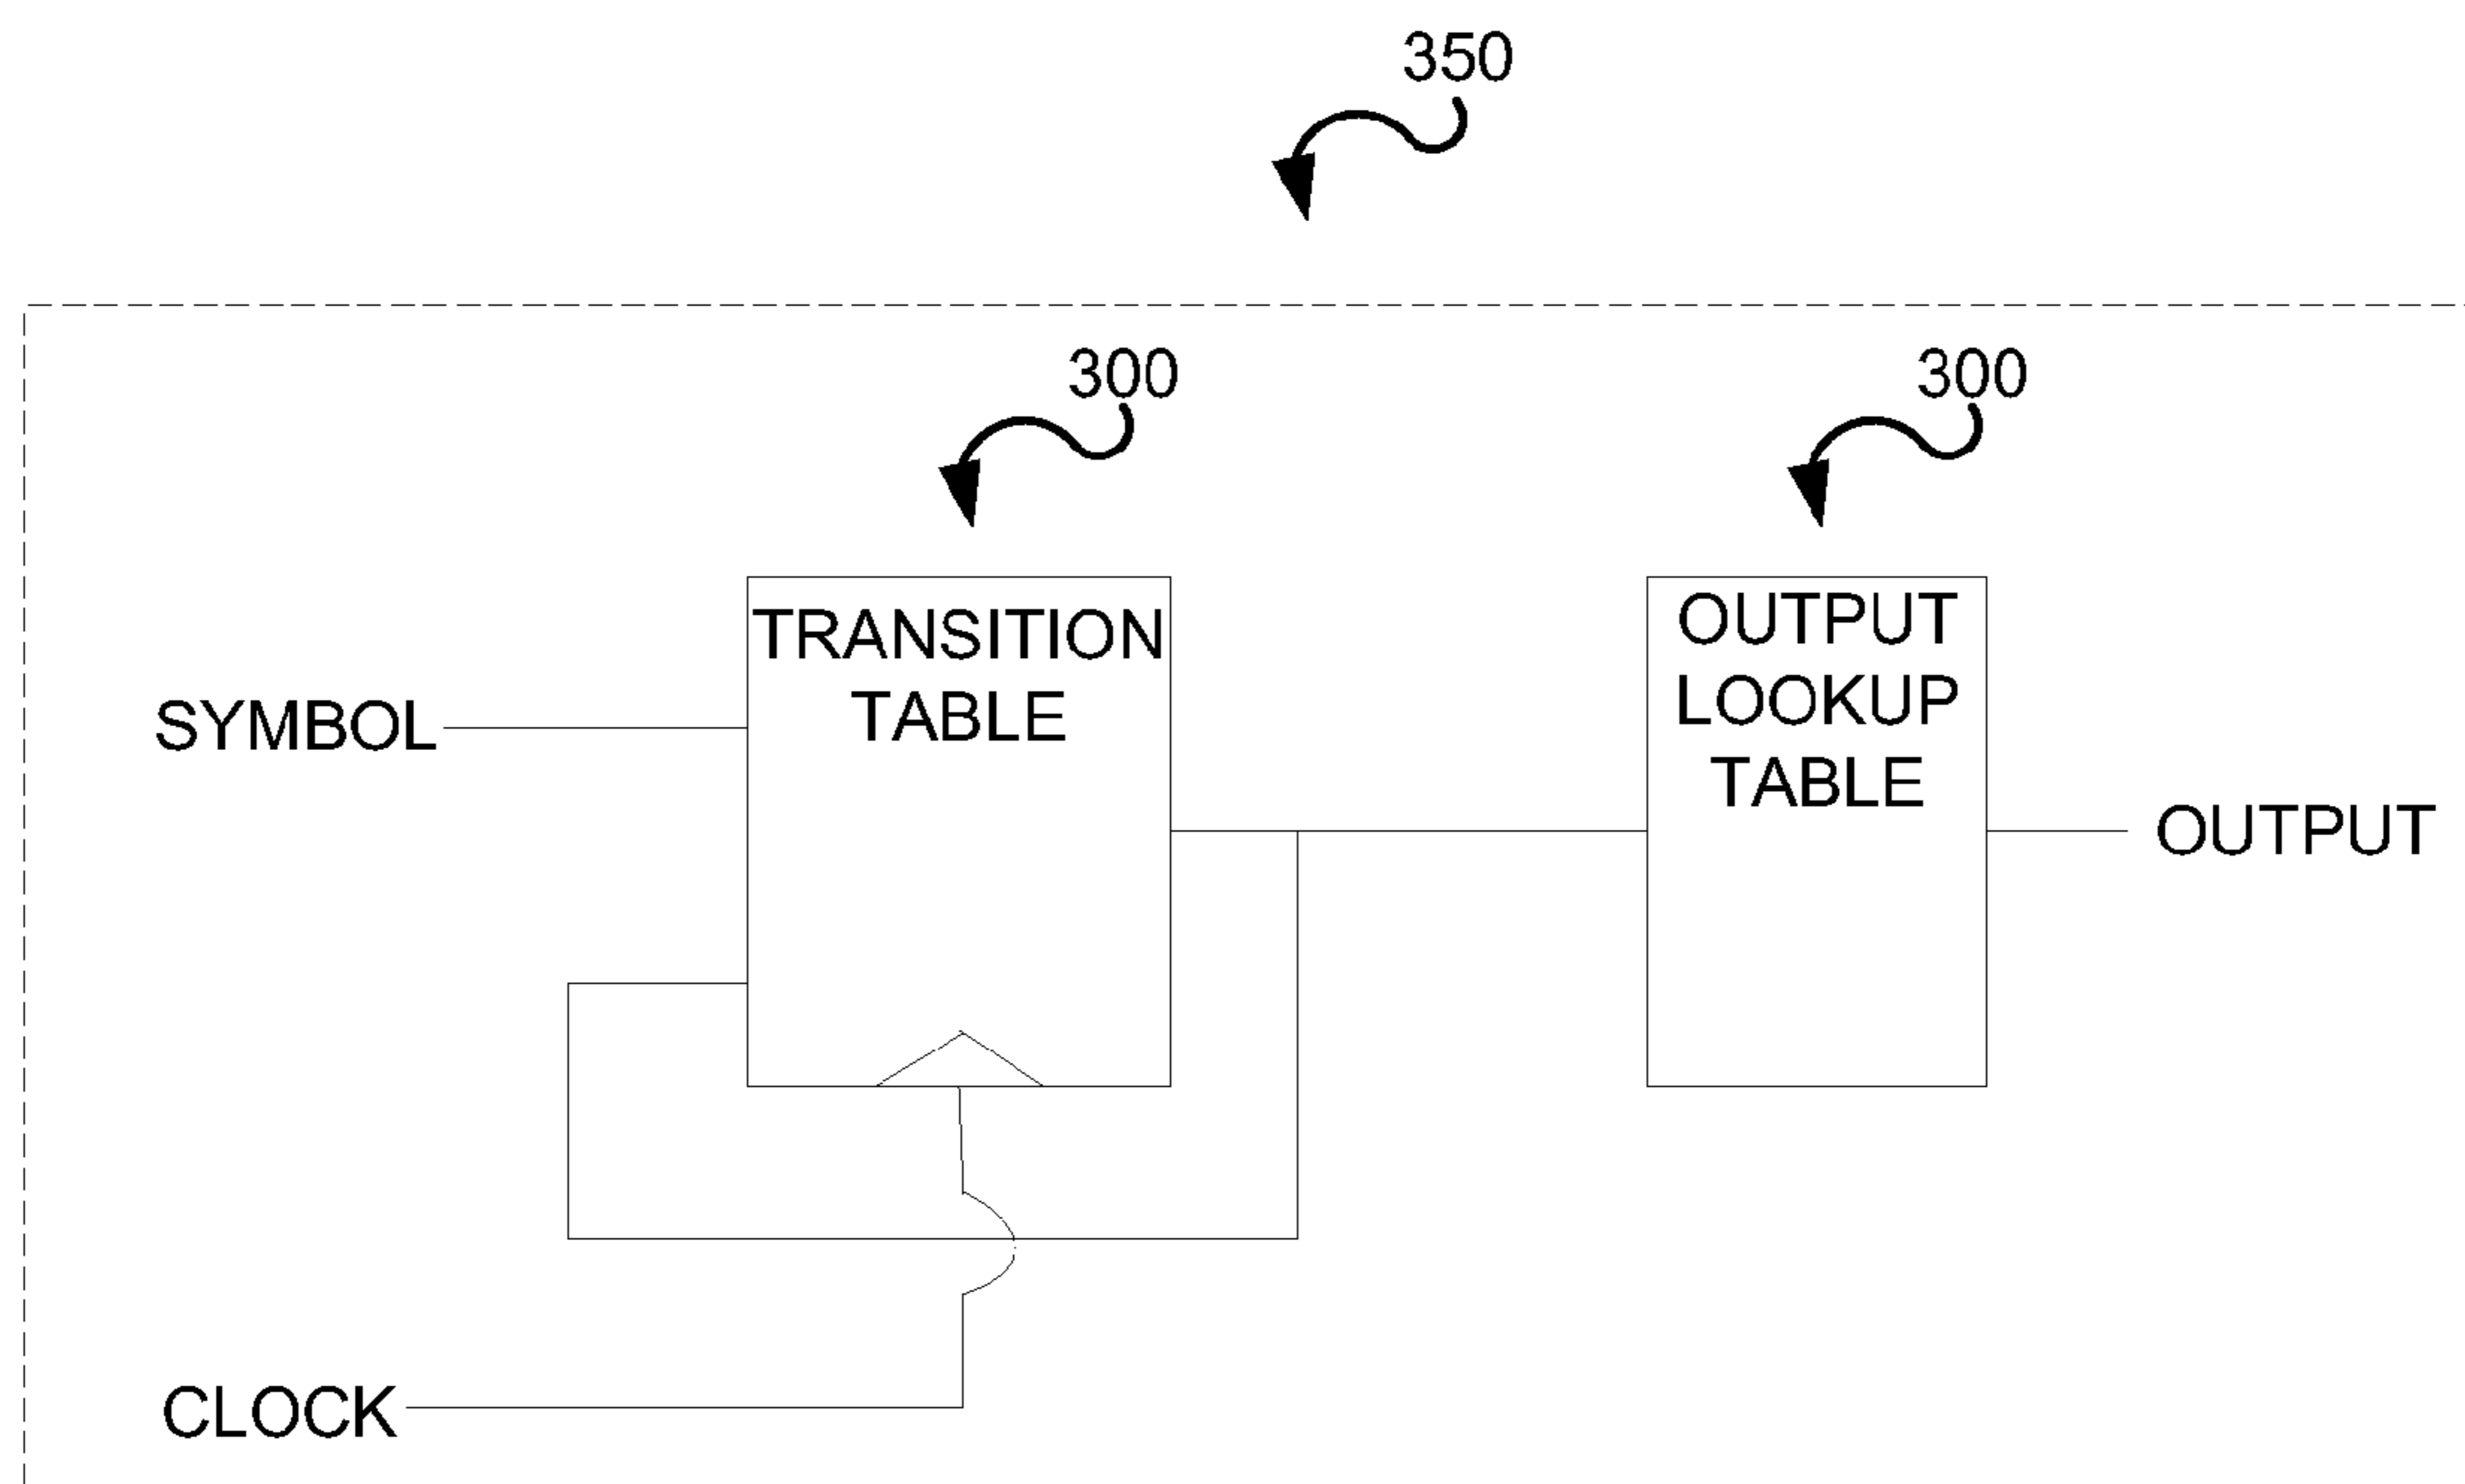 350
300
300
TRANSITION
TABLE
OUTPUT
LOOKUP
TABLE
SYMBOL
OUTPUT
CLOCK